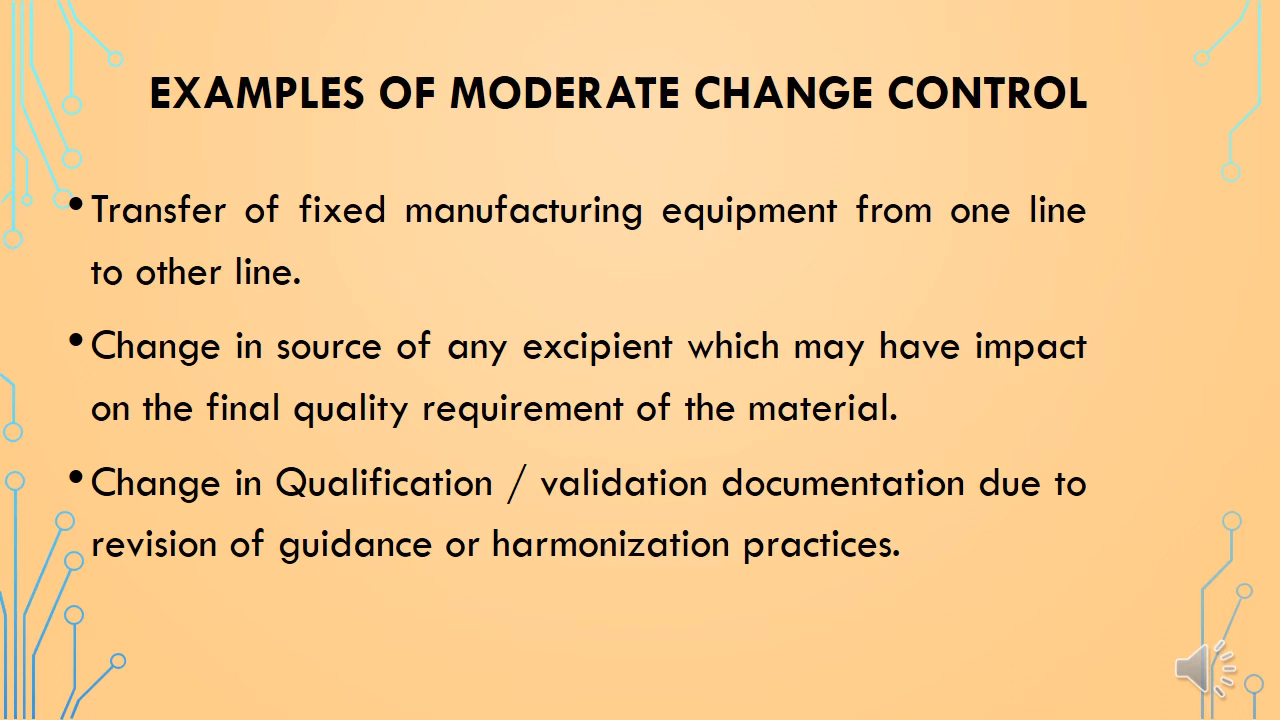 EXAMPLES OF MODERATE CHANGE CONTROL
• Transfer of fixed manufacturing equipment from one line
to other line.
• Change in source of any excipient which may have impact
on the final quality requirement of the material.
• Change in Qualification / validation documentation due to
revision of guidance or harmonization practices.